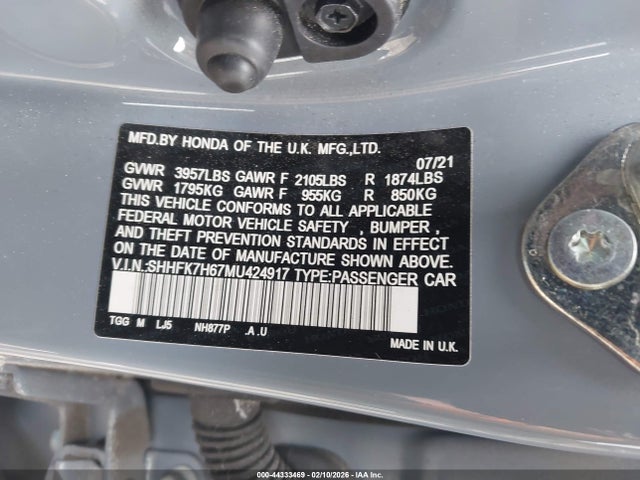 MFD.BY HONDA OF THE U.K. MFG.,LTD.
07/21
GVWR 3957LBS GAWR F 2105LBS R 1874LBS
GVWR 1795KG GAWR F 955KG R 850KG
THIS VEHICLE CONFORMS TO ALL APPLICABLE
FEDERAL MOTOR VEHICLE SAFETY , BUMPER ,
AND THEFT PREVENTION STANDARDS IN EFFECT
ON THE DATE OF MANUFACTURE SHOWN ABOVE.
V.I.N.:SHHFK7H67MU424917 TYPE:PASSENGER CAR
TGG M LJ5 NH877P .A .U
MADE IN U.K.
000-44333469 - 02/10/2026 - IAA Inc.